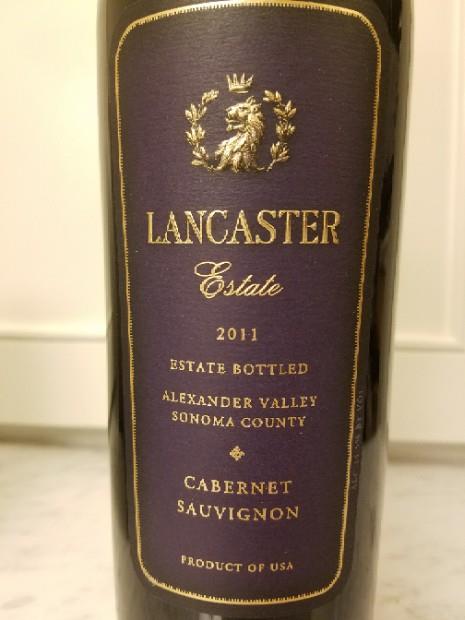 LANCASTER
Estate
2011
ESTATE BOTTLED
ALEXANDER VALLEY
SONOMA COUNTY
CABERNET
SAUVIGNON
PRODUCT OF USA